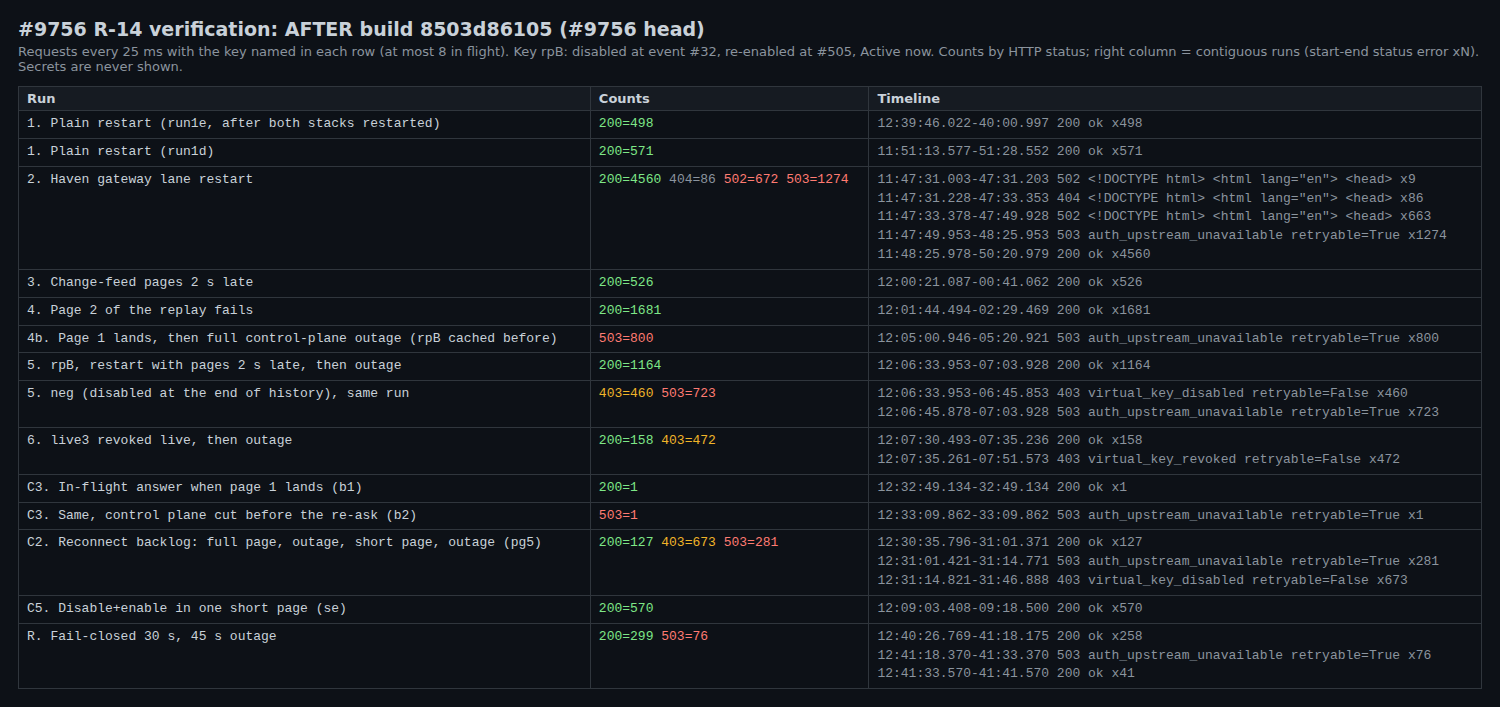 #9756 R-14 verification: AFTER build 8503d86105 (#9756 head)
Requests every 25 ms with the key named in each row (at most 8 in flight). Key rpB: disabled at event #32, re-enabled at #505, Active now. Counts by HTTP status; right column = contiguous runs (start-end status error xN).
Secrets are never shown.
Run Counts Timeline
1. Plain restart (run1e, after both stacks restarted) 200=498 12:39:46.022-40:00.997 200 ok x498
1. Plain restart (run1d) 200=571 11:51:13.577-51:28.552 200 ok x571
2. Haven gateway lane restart 200=4560 404=86 502=672 503=1274 11:47:31.003-47:31.203 502 <!DOCTYPE html> <html lang="en"> <head> x9
11:47:31.228-47:33.353 404 <!DOCTYPE html> <html lang="en"> <head> x86
11:47:33.378-47:49.928 502 <!DOCTYPE html> <html lang="en"> <head> x663
11:47:49.953-48:25.953 503 auth_upstream_unavailable retryable=True x1274
11:48:25.978-50:20.979 200 ok x4560
3. Change-feed pages 2 s late 200=526 12:00:21.087-00:41.062 200 ok x526
4. Page 2 of the replay fails 200=1681 12:01:44.494-02:29.469 200 ok x1681
4b. Page 1 lands, then full control-plane outage (rpB cached before) 503=800 12:05:00.946-05:20.921 503 auth_upstream_unavailable retryable=True x800
5. rpB, restart with pages 2 s late, then outage 200=1164 12:06:33.953-07:03.928 200 ok x1164
5. neg (disabled at the end of history), same run 403=460 503=723 12:06:33.953-06:45.853 403 virtual_key_disabled retryable=False x460
12:06:45.878-07:03.928 503 auth_upstream_unavailable retryable=True x723
6. live3 revoked live, then outage 200=158 403=472 12:07:30.493-07:35.236 200 ok x158
12:07:35.261-07:51.573 403 virtual_key_revoked retryable=False x472
C3. In-flight answer when page 1 lands (b1) 200=1 12:32:49.134-32:49.134 200 ok x1
C3. Same, control plane cut before the re-ask (b2) 503=1 12:33:09.862-33:09.862 503 auth_upstream_unavailable retryable=True x1
C2. Reconnect backlog: full page, outage, short page, outage (pg5) 200=127 403=673 503=281 12:30:35.796-31:01.371 200 ok x127
12:31:01.421-31:14.771 503 auth_upstream_unavailable retryable=True x281
12:31:14.821-31:46.888 403 virtual_key_disabled retryable=False x673
C5. Disable+enable in one short page (se) 200=570 12:09:03.408-09:18.500 200 ok x570
R. Fail-closed 30 s, 45 s outage 200=299 503=76 12:40:26.769-41:18.175 200 ok x258
12:41:18.370-41:33.370 503 auth_upstream_unavailable retryable=True x76
12:41:33.570-41:41.570 200 ok x41